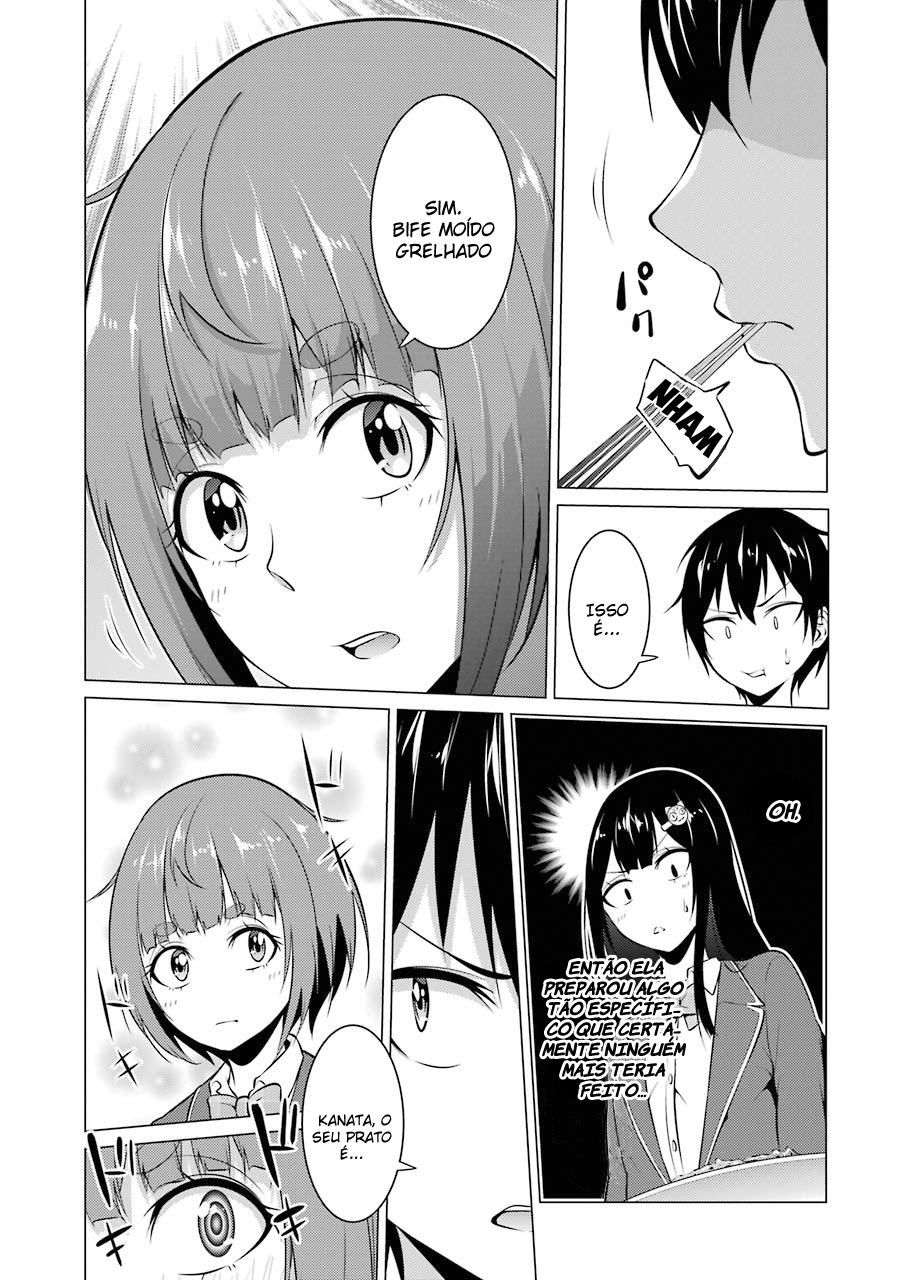 パク
NHAM
SIM.
BIFE MOÍDO
GRELHADO
ISSO
É...
OH.
ENTÃO ELA
PREPAROU ALGO
TÃO ESPECÍFI-
CO QUE CERTA-
MENTE NINGUÉM
MAIS TERIA
FEITO...
KANATA, O
SEU PRATO
É...